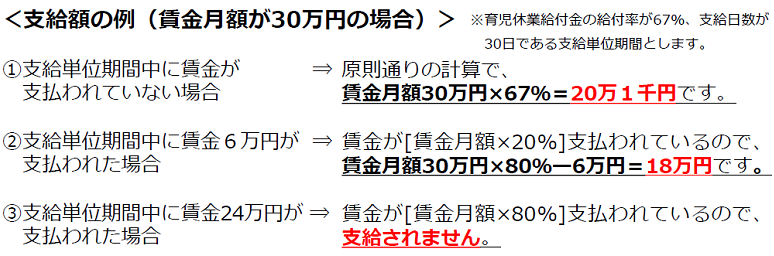 ＜支給額の例（賃金月額が30万円の場合）＞ ※育児休業給付金の給付率が67%、支給日数が
30日である支給単位期間とします。
①支給単位期間中に賃金が ⇒ 原則通りの計算で、
支払われていない場合 賃金月額30万円×67%＝20万１千円です。
②支給単位期間中に賃金６万円が ⇒ 賃金が[賃金月額×20%]支払われているので、
支払われた場合 賃金月額30万円×80%ー6万円＝18万円です。
③支給単位期間中に賃金24万円が ⇒ 賃金が[賃金月額×80%]支払われているので、
支払われた場合 支給されません。